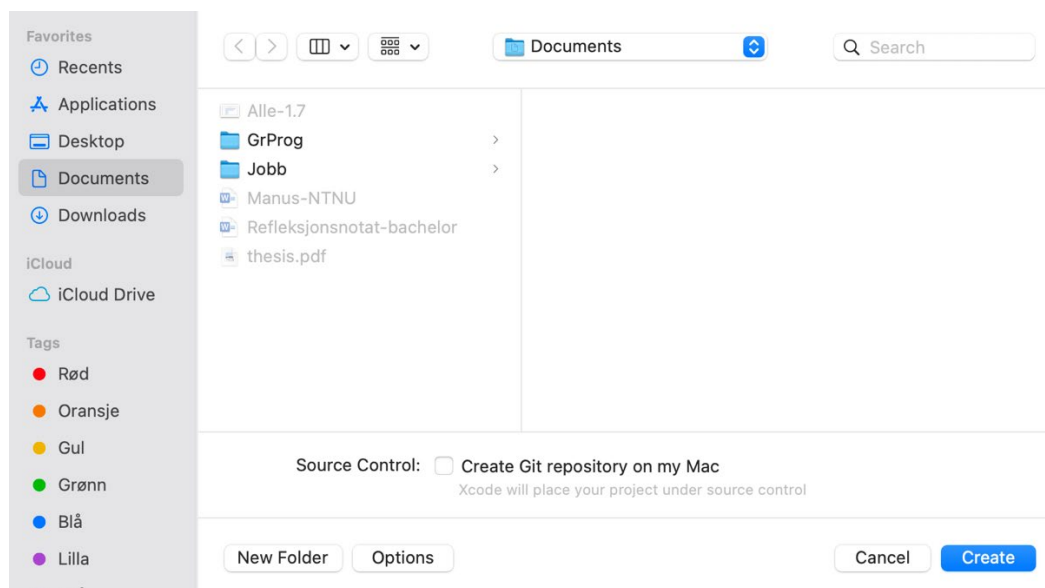 Favorites
Recents
Applications
Desktop
Documents
Downloads
iCloud
iCloud Drive
Tags
Rød
Oransje
Gul
Grønn
Blå
Lilla
Documents
Search
Alle-1.7
GrProg
Jobb
Manus-NTNU
Refleksjonsnotat-bachelor
thesis.pdf
Source Control: Create Git repository on my Mac
Xcode will place your project under source control
New Folder Options Cancel Create